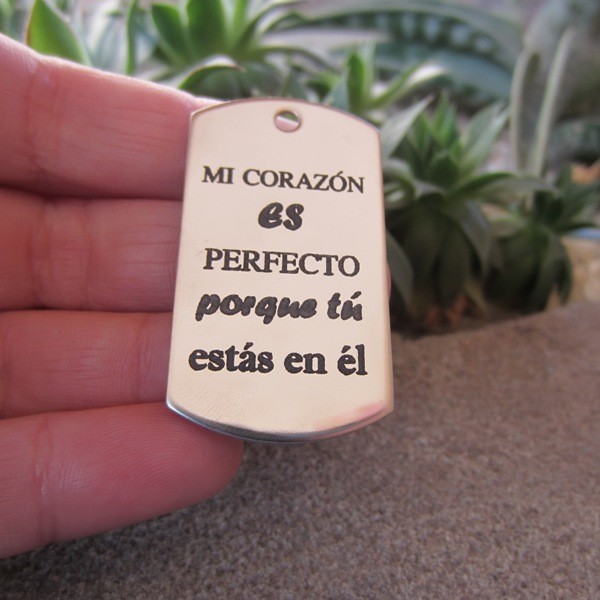 MI CORAZÓN
es
PERFECTO
porque tú
estás en él